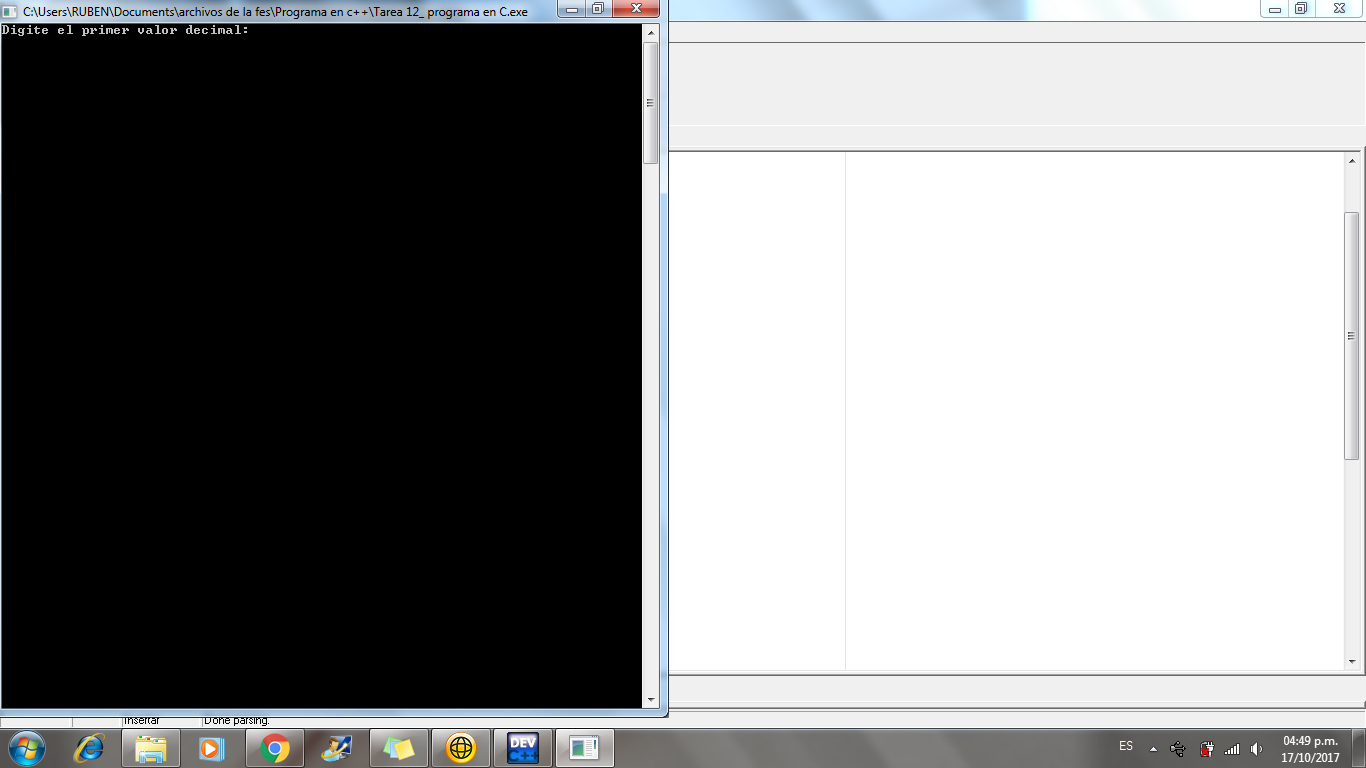 C:\Users\RUBEN\Documents\archivos de la fes\Programa en c++\Tarea 12_ programa en C.exe
Digite el primer valor decimal:
Insertar
Done parsing.
DEV
C++
ES
04:49 p.m.
17/10/2017